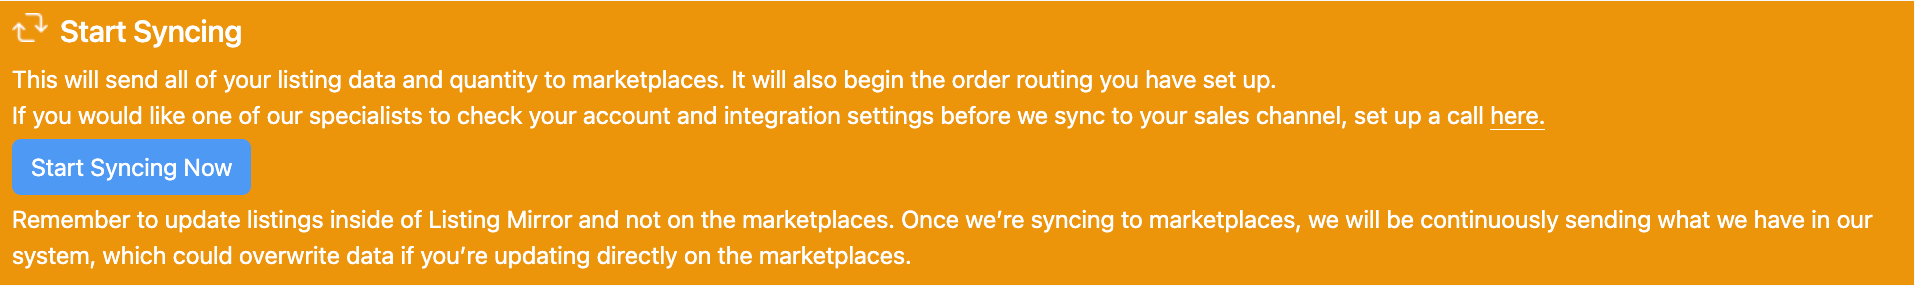 Start Syncing
This will send all of your listing data and quantity to marketplaces. It will also begin the order routing you have set up.
If you would like one of our specialists to check your account and integration settings before we sync to your sales channel, set up a call here.
Start Syncing Now
Remember to update listings inside of Listing Mirror and not on the marketplaces. Once we’re syncing to marketplaces, we will be continuously sending what we have in our
system, which could overwrite data if you’re updating directly on the marketplaces.